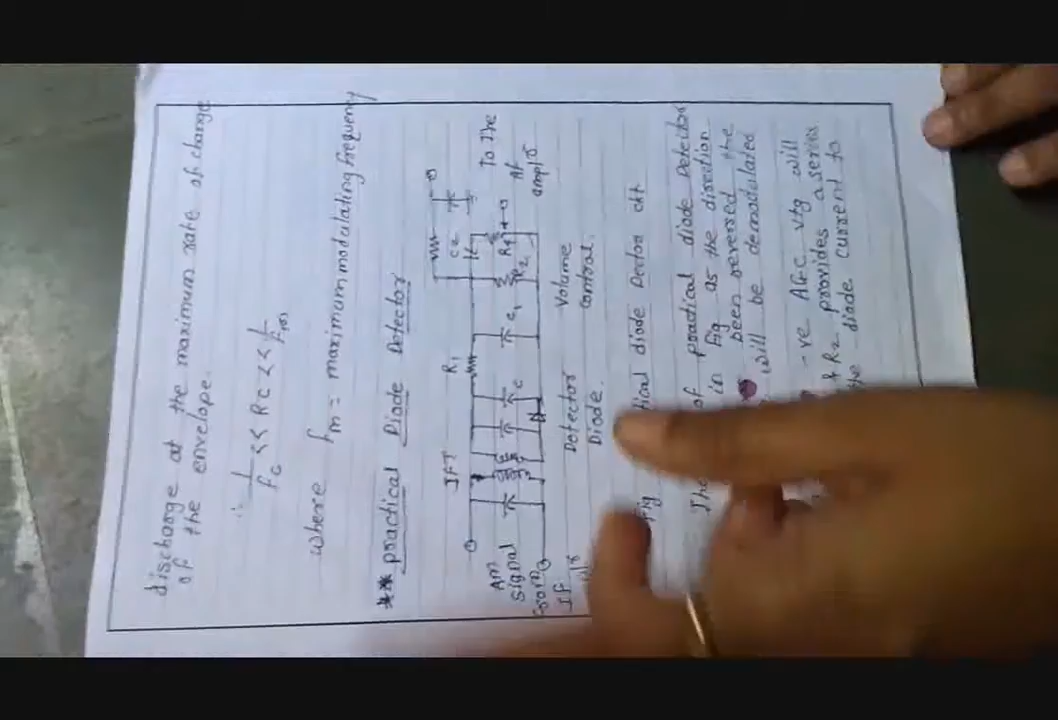 discharge at the maximum rate of change
of the envelope.
∴ 1/fc << RC << 1/fm
where fm = maximum modulating frequency
** practical Diode Detector
IFT R1
C C1 C2 R2 R4
AM
Signal
from
IF
To The
AF
amplr
Detector
Diode.
Volume
control.
Fig diode Dector ckt
The of practical diode Detector
in Fig as the direction
been reversed the
will be demodulated
-ve AGC vtg will
& R2 provides a series
the diode current to